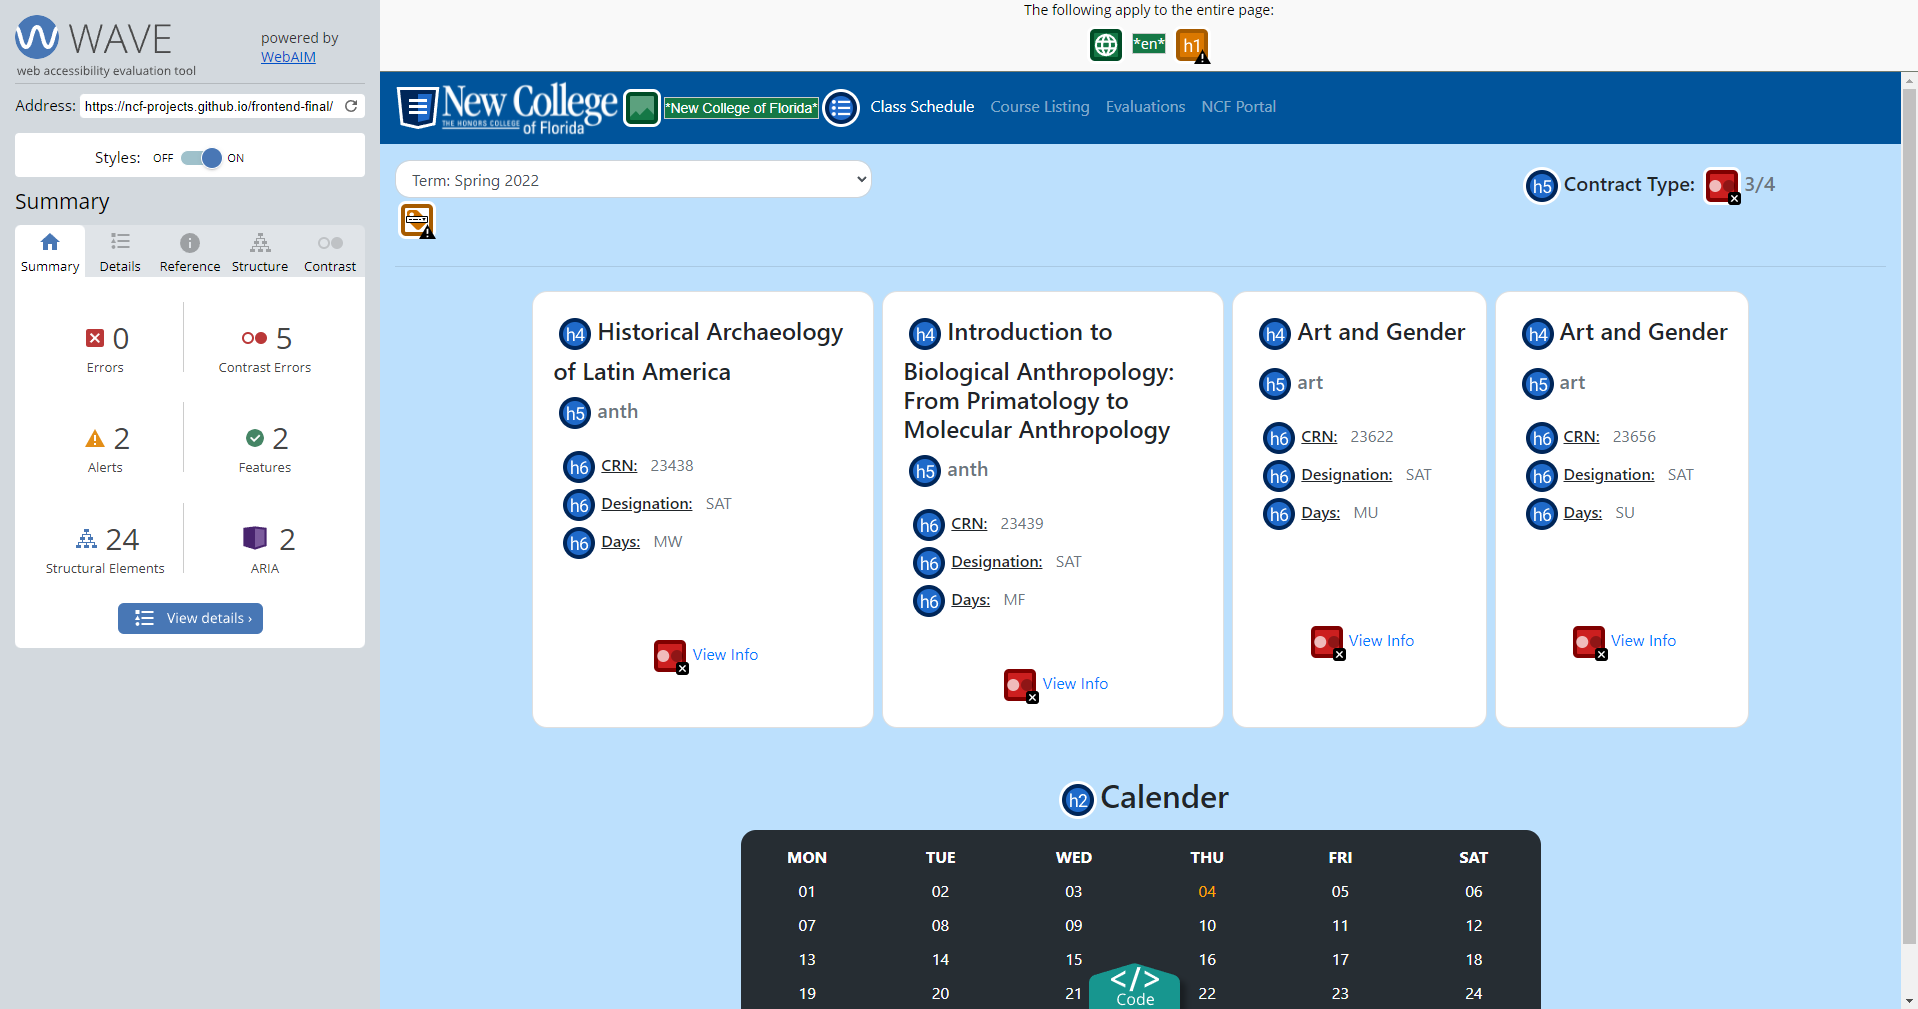 WAVE
web accessibility evaluation tool
powered by
WebAIM
Address: https://ncf-projects.github.io/frontend-final/
Styles: OFF ON
Summary
Summary Details Reference Structure Contrast
0
Errors
5
Contrast Errors
2
Alerts
2
Features
24
Structural Elements
2
ARIA
View details ›
The following apply to the entire page:
*en* h1
New College
THE HONORS COLLEGE
of Florida
*New College of Florida*
Class Schedule Course Listing Evaluations NCF Portal
Term: Spring 2022
h5 Contract Type: 3/4
h4 Historical Archaeology
of Latin America
h5 anth
h6 CRN: 23438
h6 Designation: SAT
h6 Days: MW
View Info
h4 Introduction to
Biological Anthropology:
From Primatology to
Molecular Anthropology
h5 anth
h6 CRN: 23439
h6 Designation: SAT
h6 Days: MF
View Info
h4 Art and Gender
h5 art
h6 CRN: 23622
h6 Designation: SAT
h6 Days: MU
View Info
h4 Art and Gender
h5 art
h6 CRN: 23656
h6 Designation: SAT
h6 Days: SU
View Info
h2 Calender
MON TUE WED THU FRI SAT
01 02 03 04 05 06
07 08 09 10 11 12
13 14 15 16 17 18
19 20 21 22 23 24
</>
Code